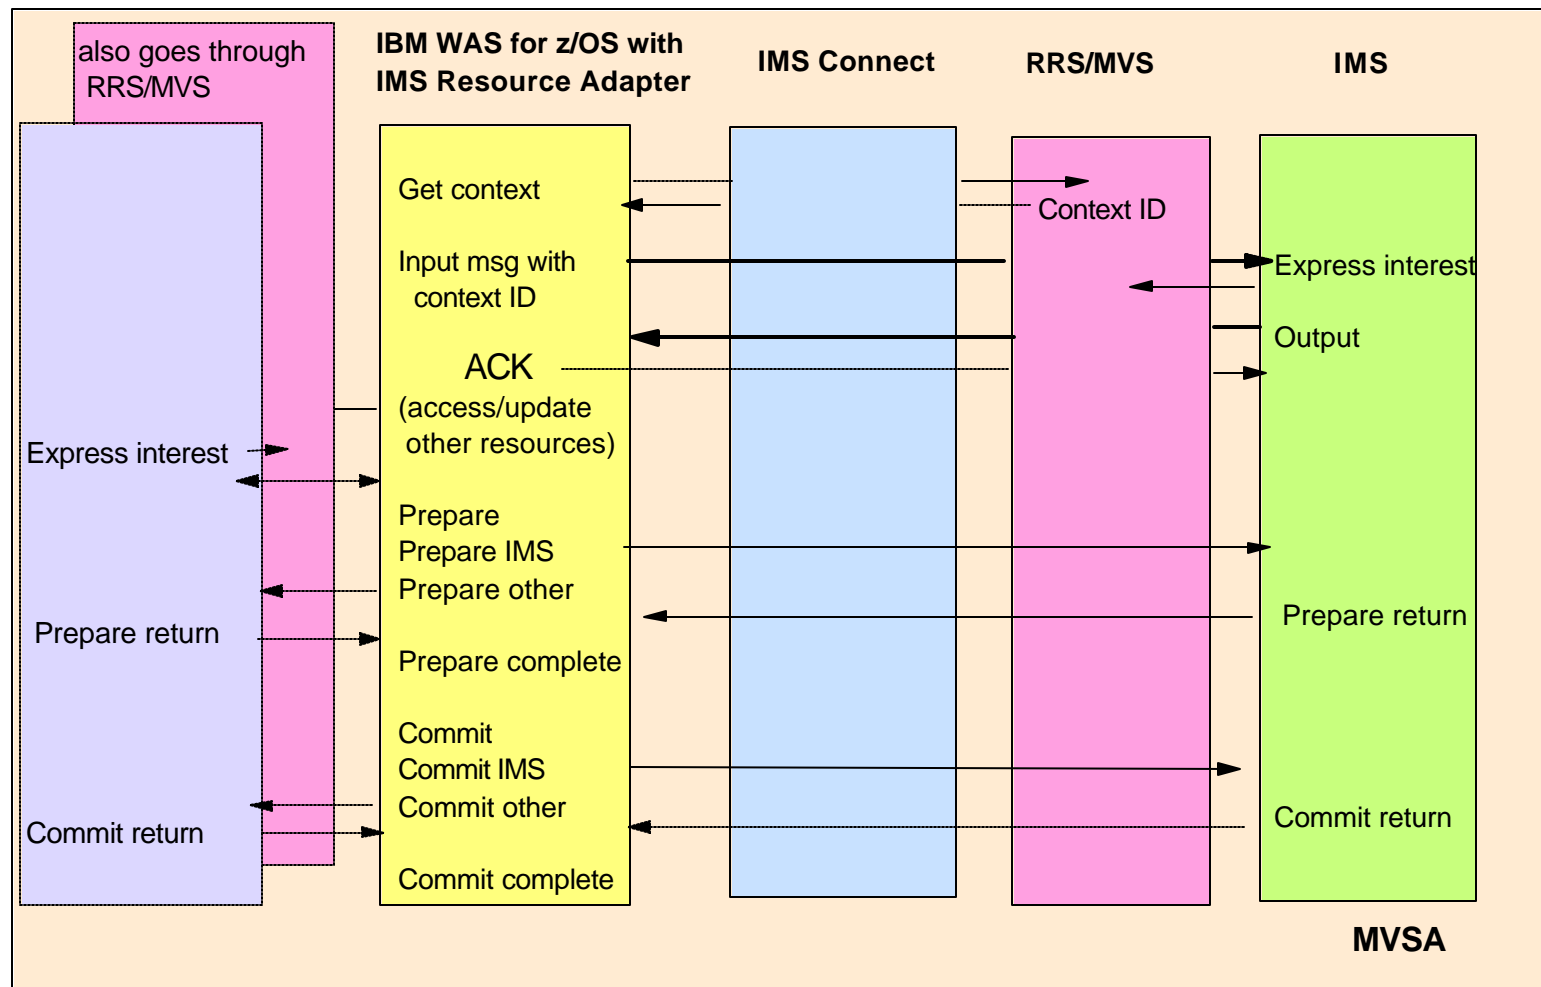 also goes through
RRS/MVS
IBM WAS for z/OS with
IMS Resource Adapter
IMS Connect
RRS/MVS
IMS
Get context
Context ID
Input msg with
context ID
Express interest
Output
ACK
(access/update
other resources)
Express interest
Prepare
Prepare IMS
Prepare other
Prepare return
Prepare return
Prepare complete
Commit
Commit IMS
Commit other
Commit return
Commit return
Commit complete
MVSA